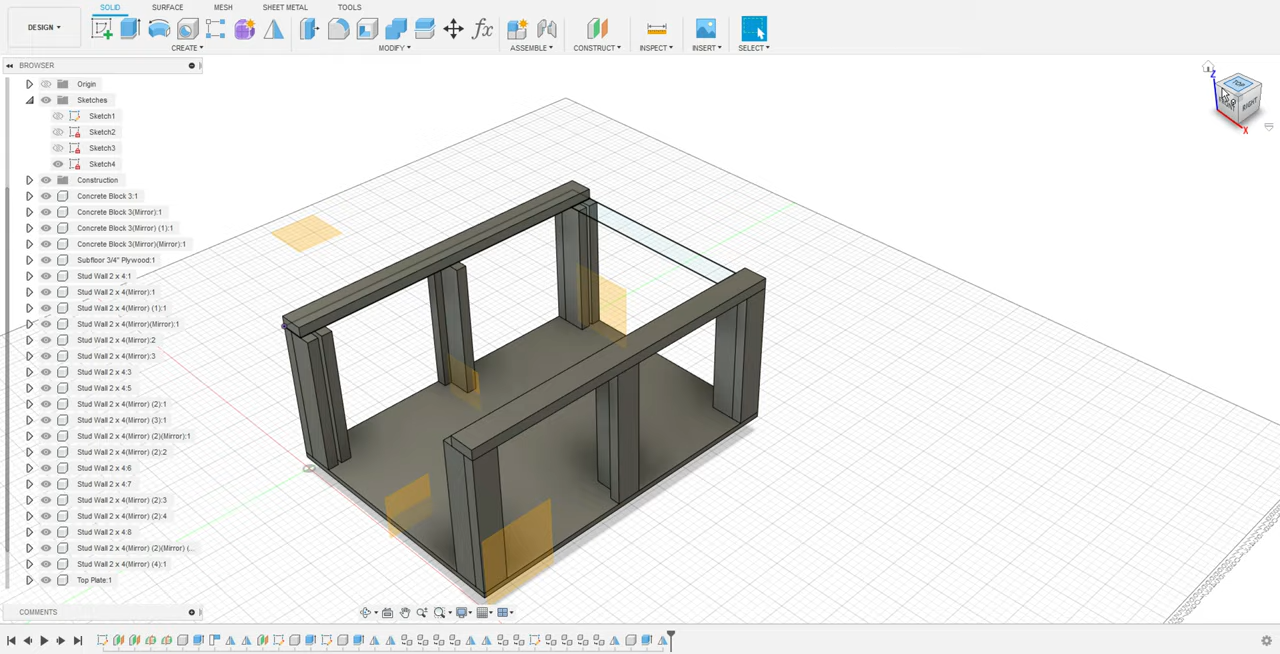 SOLID SURFACE MESH SHEET METAL TOOLS
DESIGN ▾
fx
CREATE ▾ MODIFY ▾ ASSEMBLE ▾ CONSTRUCT ▾ INSPECT ▾ INSERT ▾ SELECT ▾
BROWSER
Origin
Sketches
Sketch1
Sketch2
Sketch3
Sketch4
Construction
Concrete Block 3:1
Concrete Block 3(Mirror):1
Concrete Block 3(Mirror) (1):1
Concrete Block 3(Mirror)(Mirror):1
Subfloor 3/4" Plywood:1
Stud Wall 2 x 4:1
Stud Wall 2 x 4(Mirror):1
Stud Wall 2 x 4(Mirror) (1):1
Stud Wall 2 x 4(Mirror)(Mirror):1
Stud Wall 2 x 4(Mirror):2
Stud Wall 2 x 4(Mirror):3
Stud Wall 2 x 4:3
Stud Wall 2 x 4:5
Stud Wall 2 x 4(Mirror) (2):1
Stud Wall 2 x 4(Mirror) (3):1
Stud Wall 2 x 4(Mirror) (2)(Mirror):1
Stud Wall 2 x 4(Mirror) (2):2
Stud Wall 2 x 4:6
Stud Wall 2 x 4:7
Stud Wall 2 x 4(Mirror) (2):3
Stud Wall 2 x 4(Mirror) (2):4
Stud Wall 2 x 4:8
Stud Wall 2 x 4(Mirror) (2)(Mirror) (...
Stud Wall 2 x 4(Mirror) (4):1
Top Plate:1
COMMENTS
Z
TOP
RIGHT
X